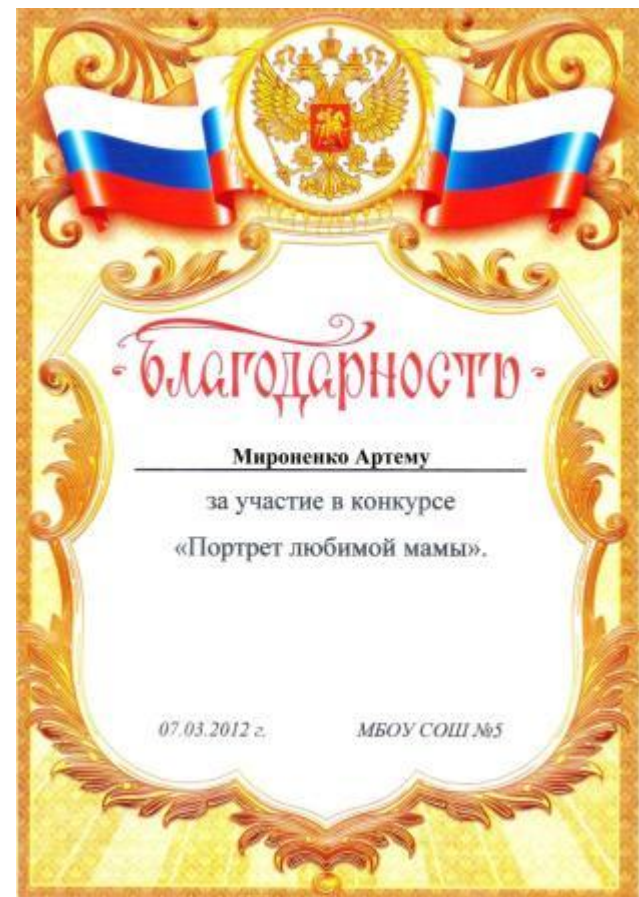 Благодарность
Мироненко Артему
за участие в конкурсе
«Портрет любимой мамы».
07.03.2012 г. МБОУ СОШ №5